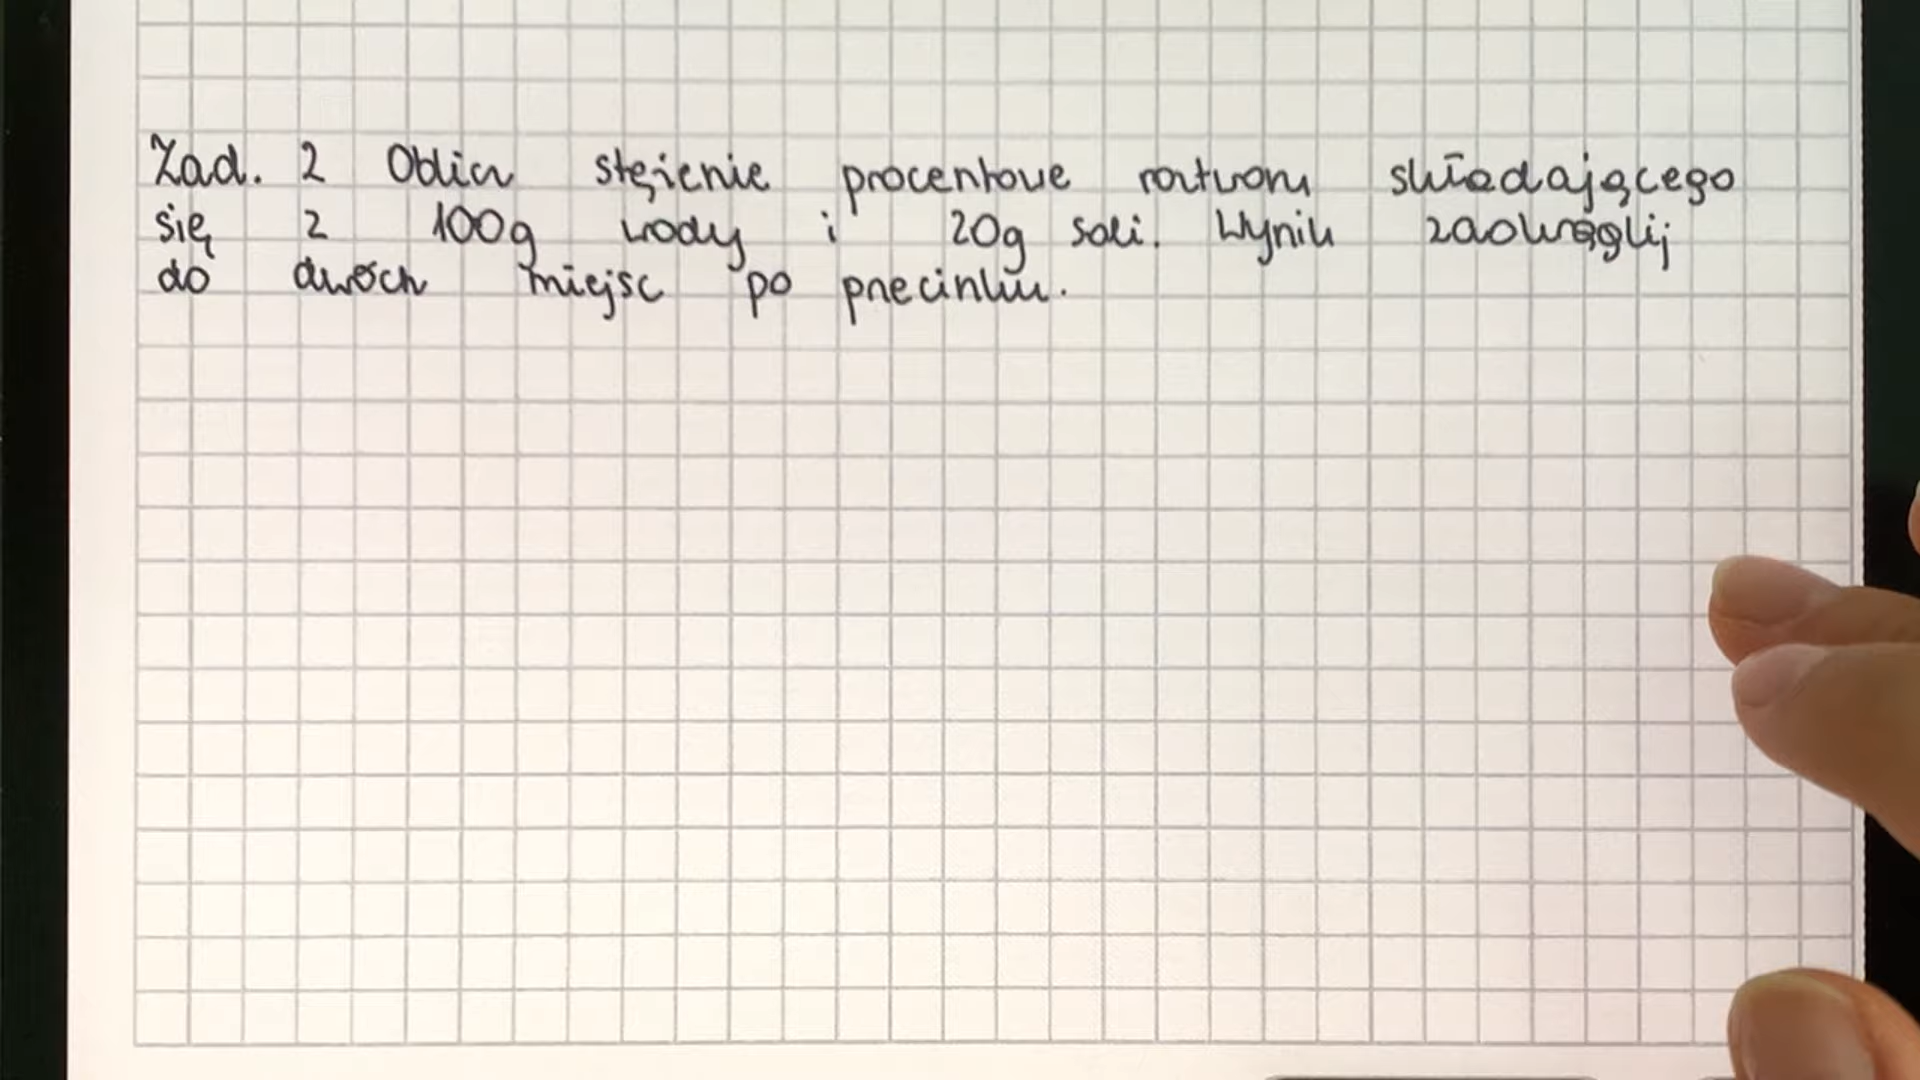 Zad. 2 Oblicz stężenie procentowe roztworu składającego
się z 100g wody i 20g soli. Wynik zaokrąglij
do dwóch miejsc po przecinku.